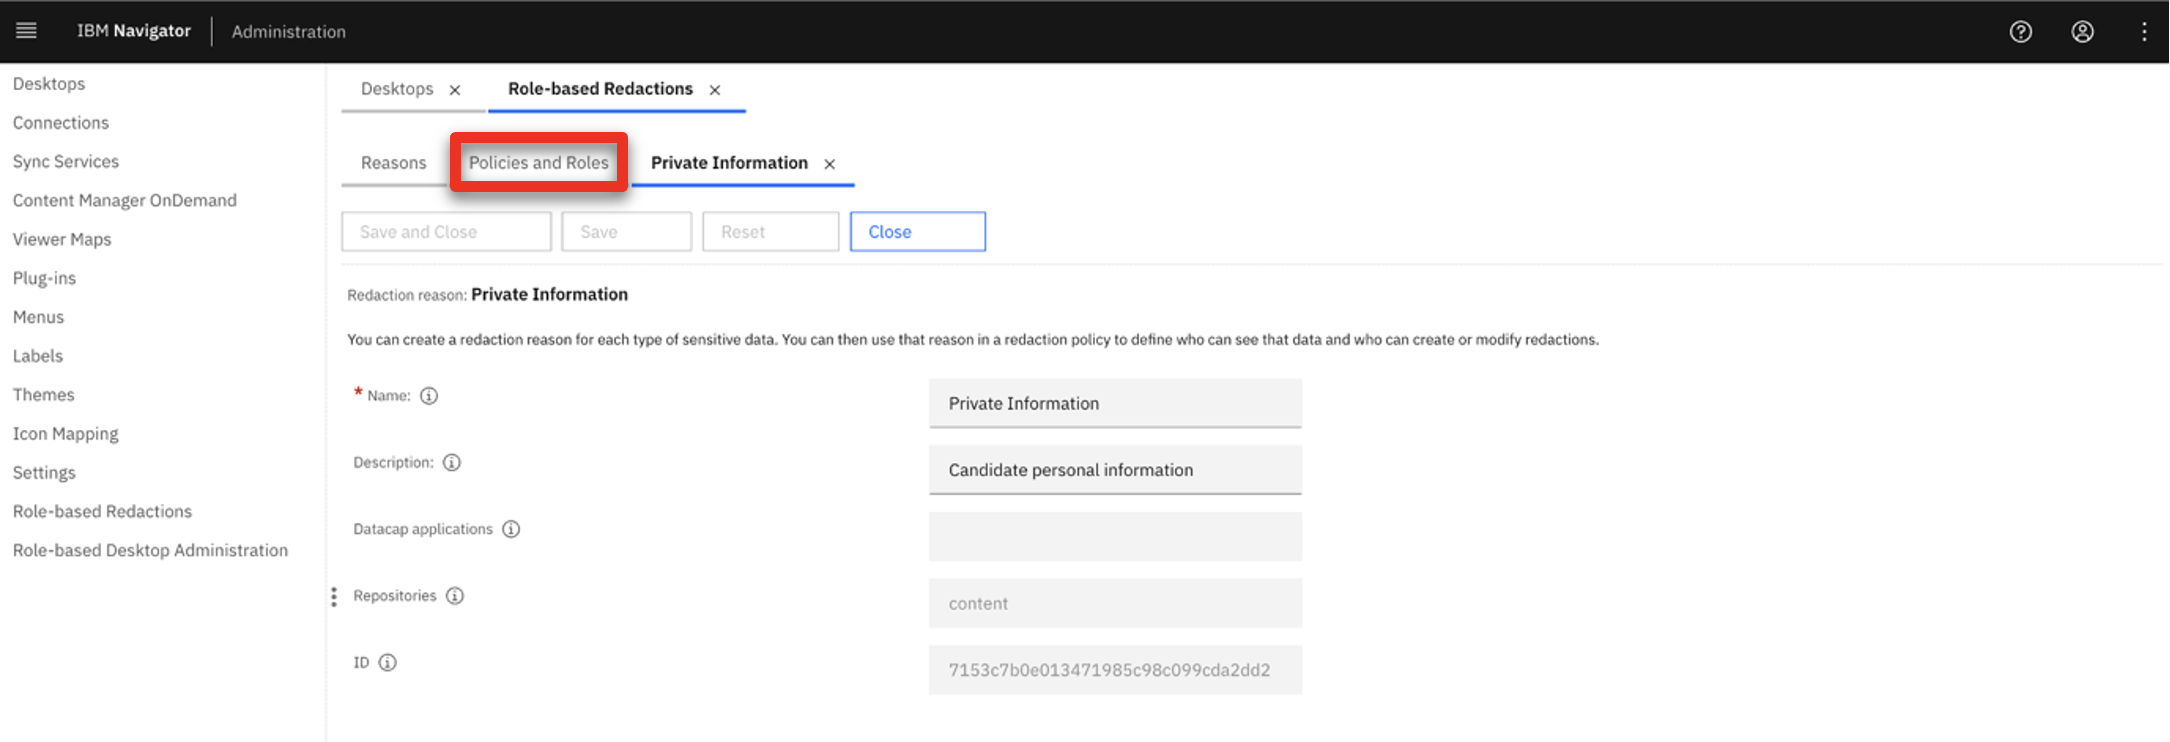 IBM Navigator Administration
Desktops
Connections
Sync Services
Content Manager OnDemand
Viewer Maps
Plug-ins
Menus
Labels
Themes
Icon Mapping
Settings
Role-based Redactions
Role-based Desktop Administration
Desktops Role-based Redactions
Reasons Policies and Roles Private Information
Save and Close Save Reset Close
Redaction reason: Private Information
You can create a redaction reason for each type of sensitive data. You can then use that reason in a redaction policy to define who can see that data and who can create or modify redactions.
* Name: Private Information
Description: Candidate personal information
Datacap applications
Repositories content
ID 7153c7b0e013471985c98c099cda2dd2